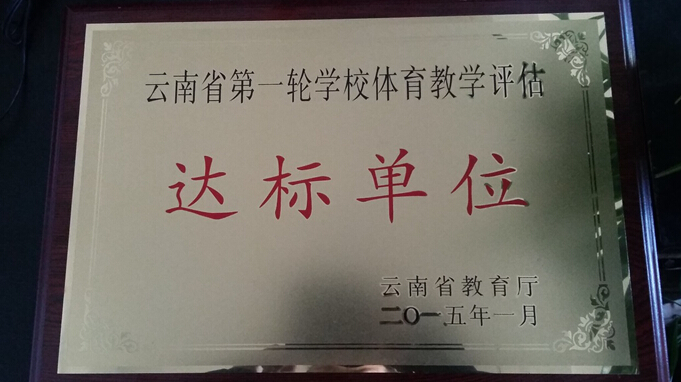 云南省第一轮学校体育教学评估
达标单位
云南省教育厅
二〇一五年一月